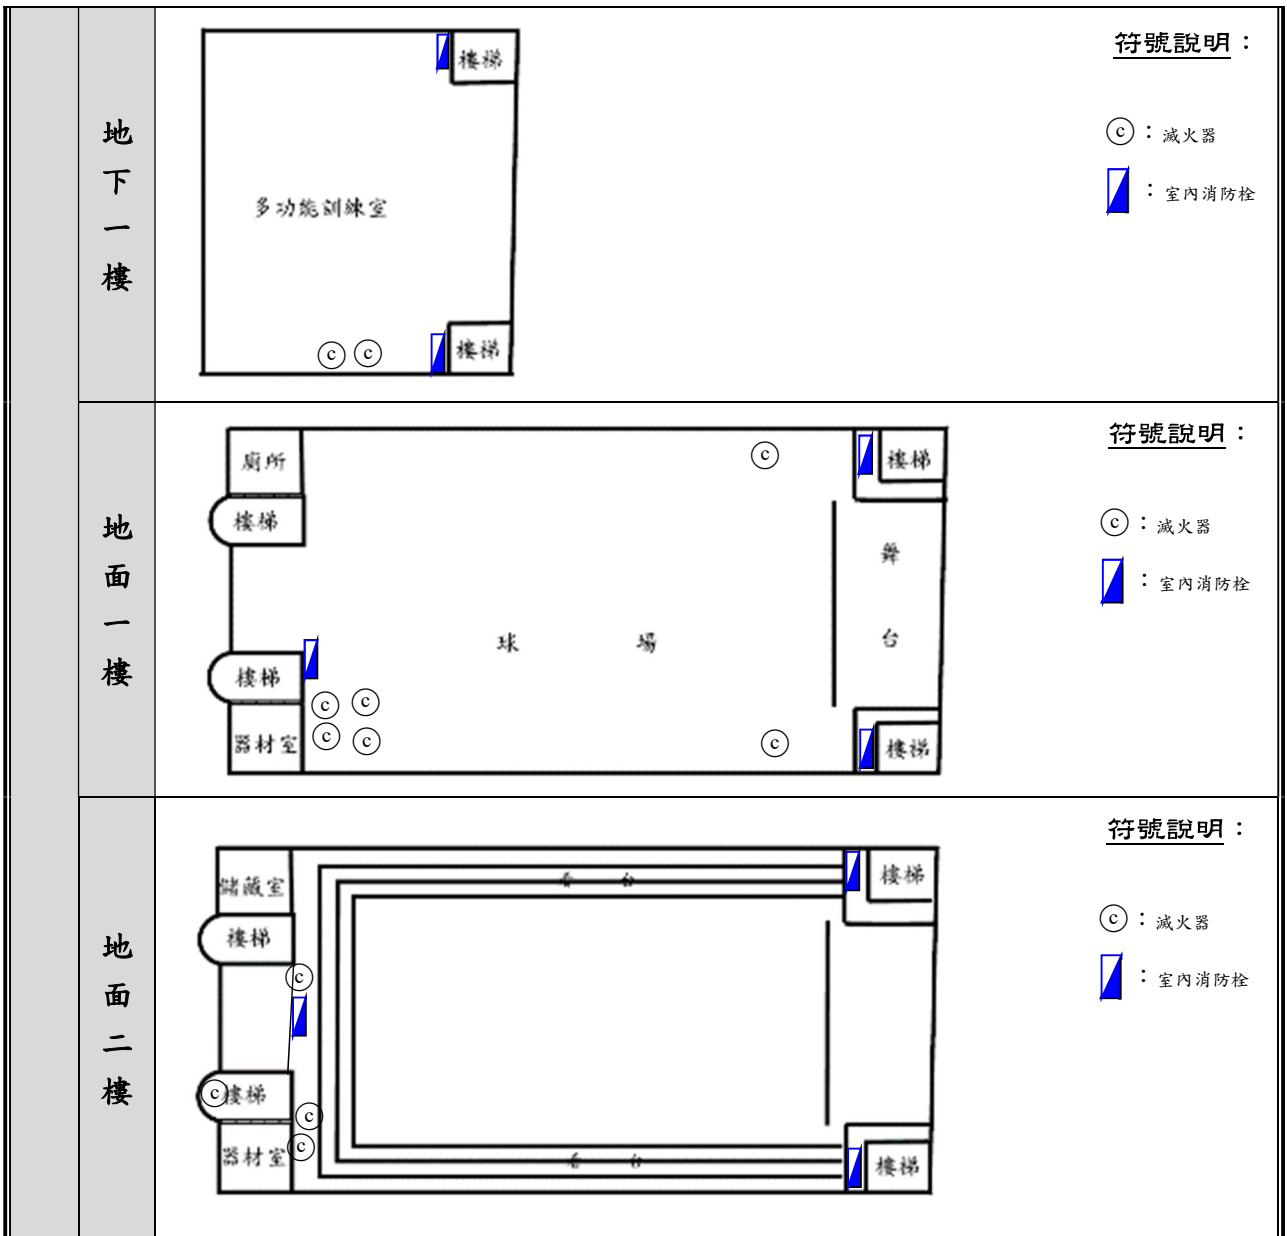 地下一樓
樓梯
多功能訓練室
c c
樓梯
符號說明：
c：滅火器
：室內消防栓
地面一樓
廁所
c
樓梯
樓梯
舞台
球場
樓梯
c c
c c
器材室
c
樓梯
符號說明：
c：滅火器
：室內消防栓
地面二樓
儲藏室
看台
樓梯
樓梯
c
c
樓梯
c
c
器材室
看台
樓梯
符號說明：
c：滅火器
：室內消防栓